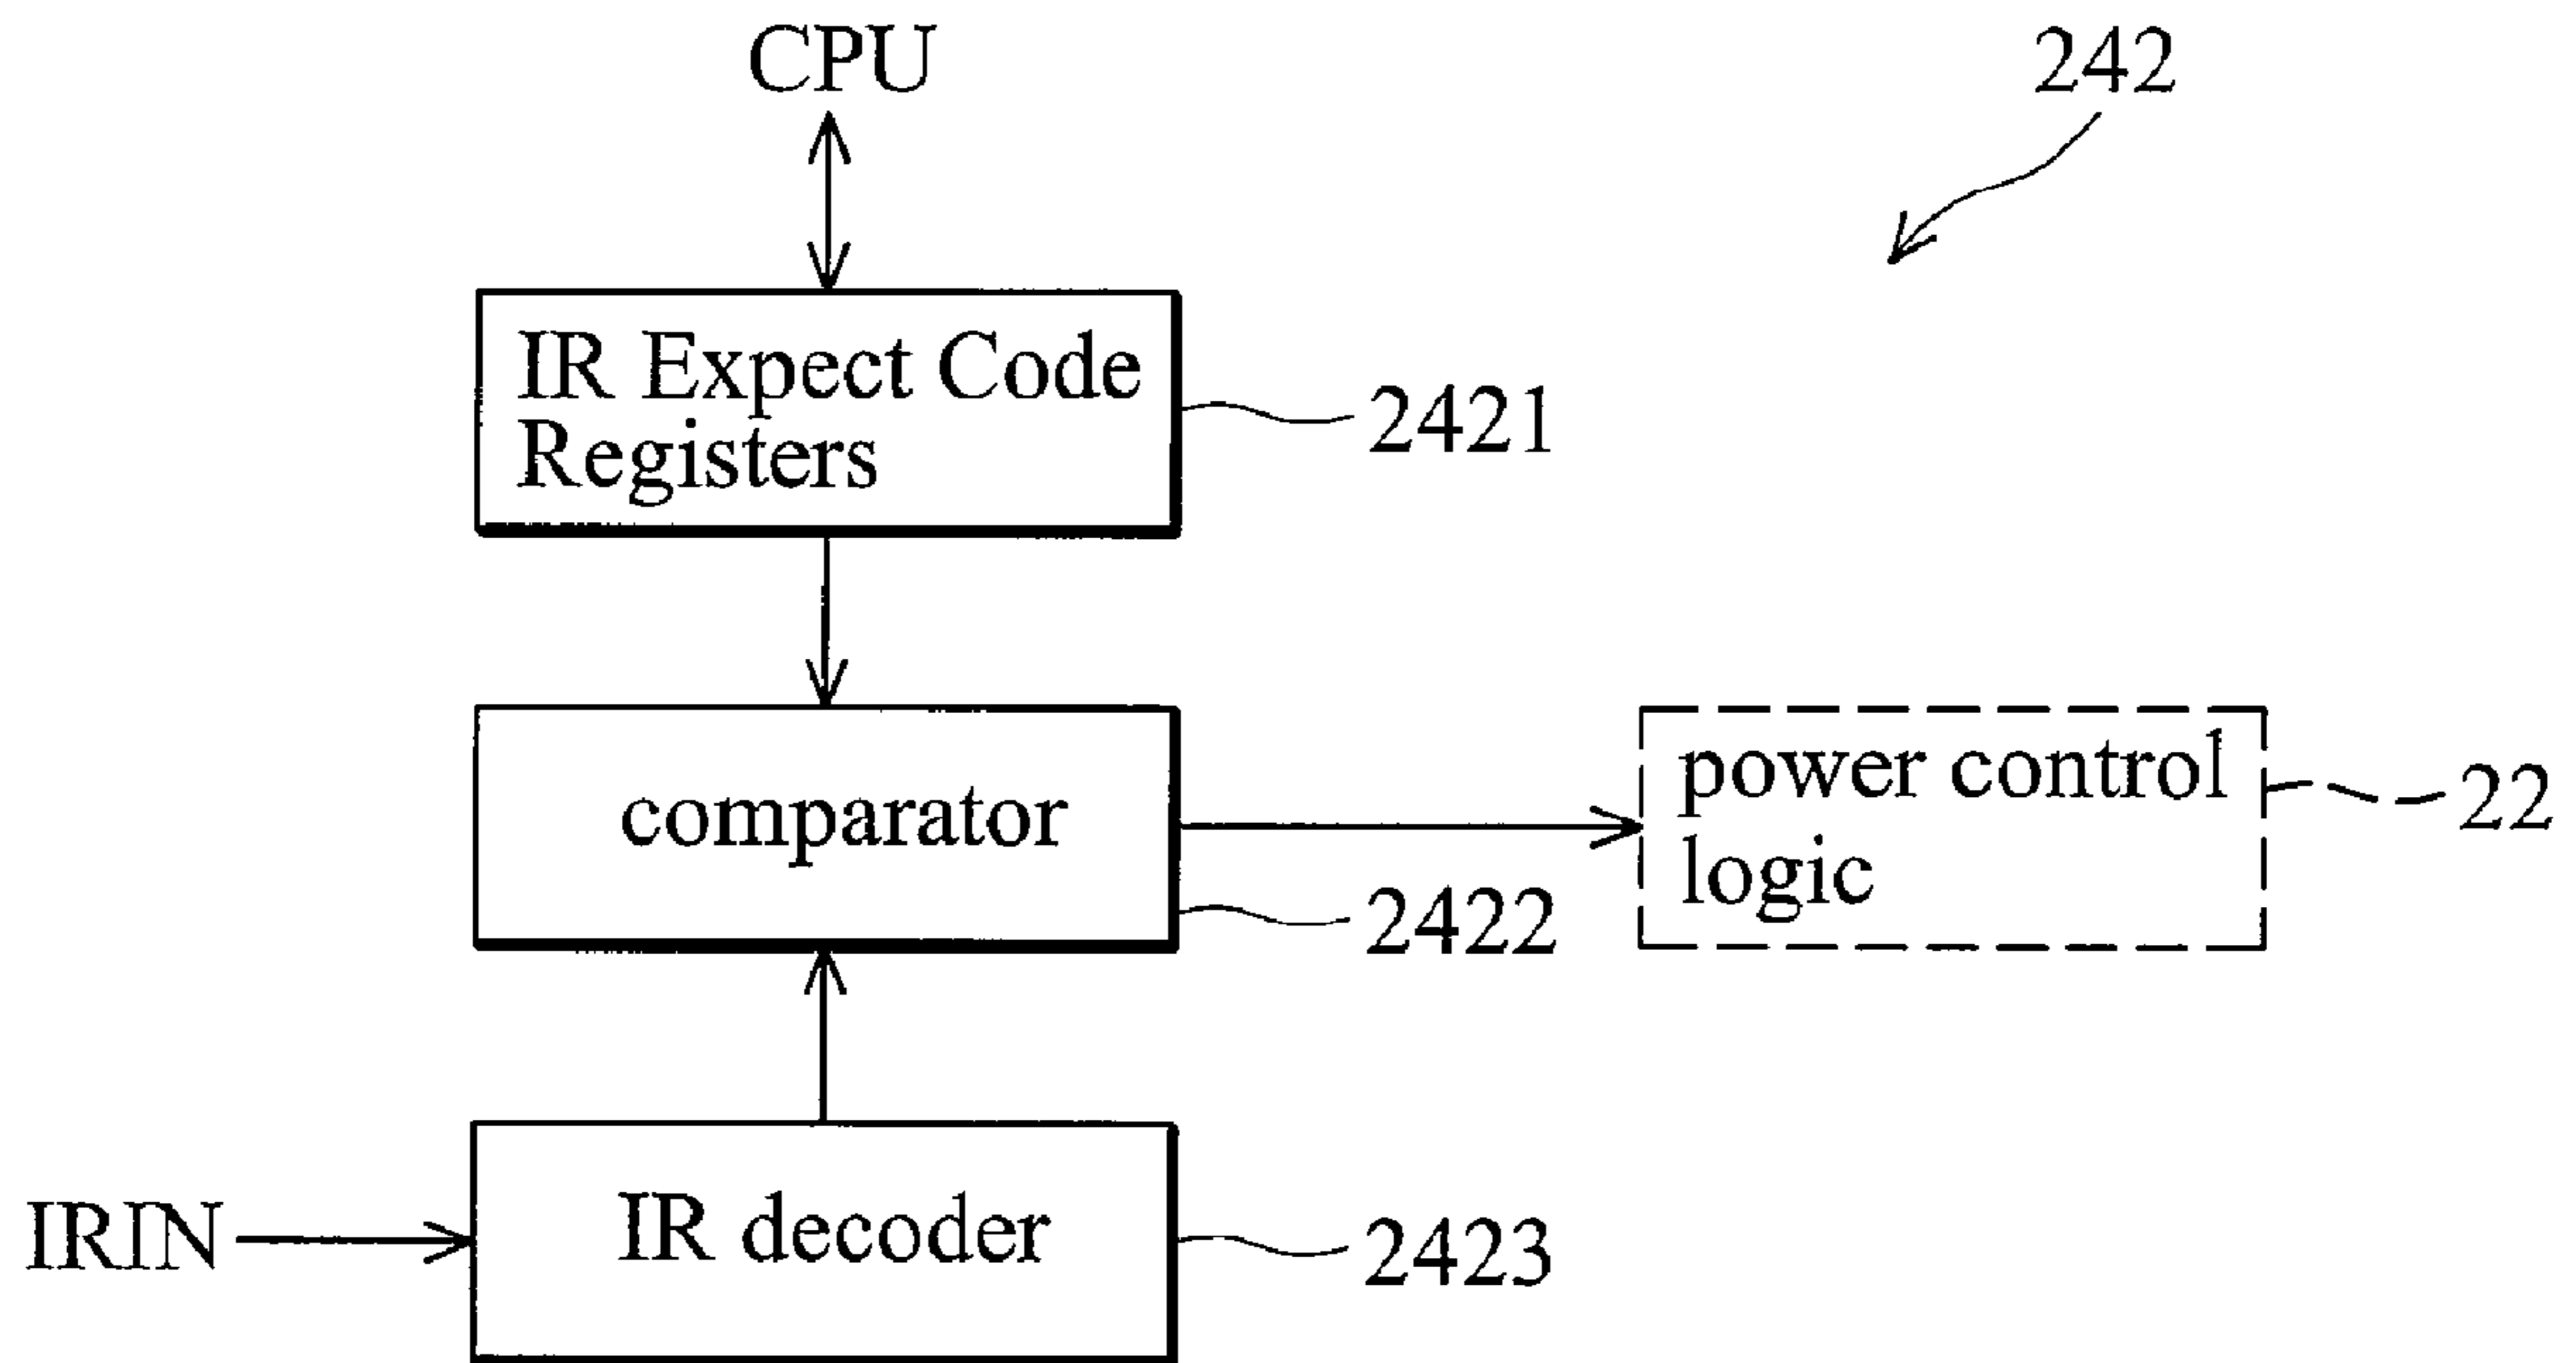 CPU
242
IR Expect Code
Registers
2421
comparator
2422
power control
logic
22
IRIN
IR decoder
2423